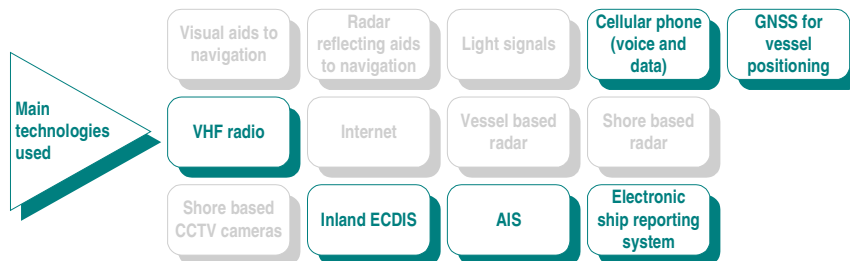 Main
technologies
used
Visual aids to
navigation
Radar
reflecting aids
to navigation
Light signals
Cellular phone
(voice and
data)
GNSS for
vessel
positioning
VHF radio
Internet
Vessel based
radar
Shore based
radar
Shore based
CCTV cameras
Inland ECDIS
AIS
Electronic
ship reporting
system